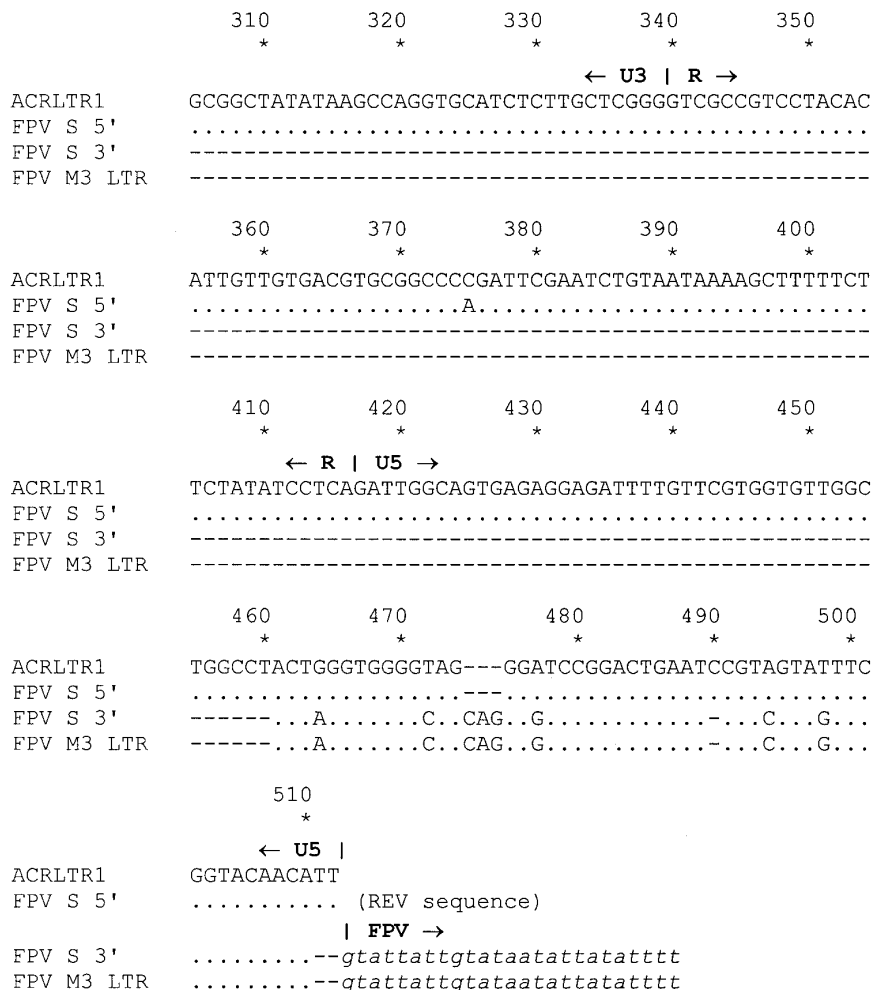 310 320 330 340 350
* * * * *
← U3 | R →
ACRLTR1 GCGGCTATATAAGCCAGGTGCATCTCTTGCTCGGGGTCGCCGTCCTACAC
FPV S 5' ..................................................
FPV S 3' --------------------------------------------------
FPV M3 LTR --------------------------------------------------
360 370 380 390 400
* * * * *
ACRLTR1 ATTGTTGTGACGTGCGGCCCCGATTCGAATCTGTAATAAAAGCTTTTTCT
FPV S 5' ....................A.............................
FPV S 3' --------------------------------------------------
FPV M3 LTR --------------------------------------------------
410 420 430 440 450
* * * * *
← R | U5 →
ACRLTR1 TCTATATCCTCAGATTGGCAGTGAGAGGAGATTTTGTTCGTGGTGTTGGC
FPV S 5' ..................................................
FPV S 3' --------------------------------------------------
FPV M3 LTR --------------------------------------------------
460 470 480 490 500
* * * * *
ACRLTR1 TGGCCTACTGGGTGGGGTAG---GGATCCGGACTGAATCCGTAGTATTTC
FPV S 5' ....................---...........................
FPV S 3' ------...A.......C..CAG..G............-...C...G...
FPV M3 LTR ------...A.......C..CAG..G............-...C...G...
510
*
← U5 |
ACRLTR1 GGTACAACATT
FPV S 5' ........... (REV sequence)
| FPV →
FPV S 3' .........--gtattattgtataatattatatttt
FPV M3 LTR .........--gtattattgtataatattatatttt